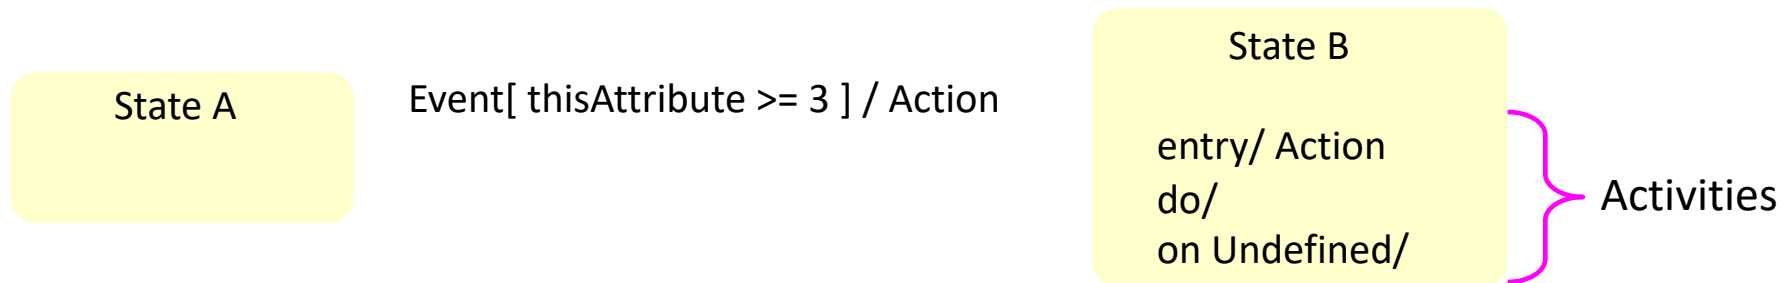 State A
Event[ thisAttribute >= 3 ] / Action
State B
entry/ Action
do/
on Undefined/
Activities